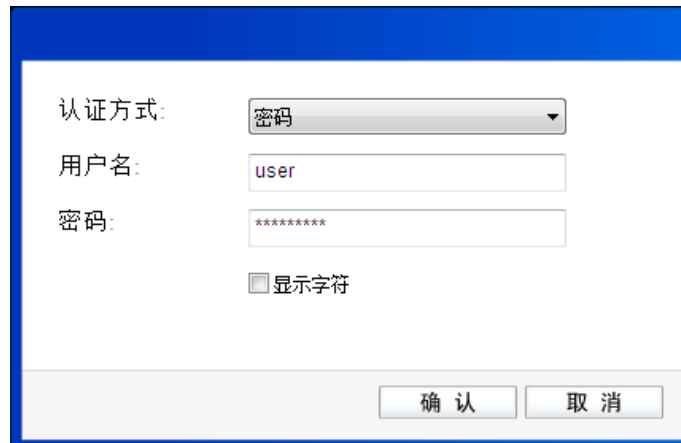 认证方式: 密码
用户名: user
密码: *********
显示字符
确 认 取 消